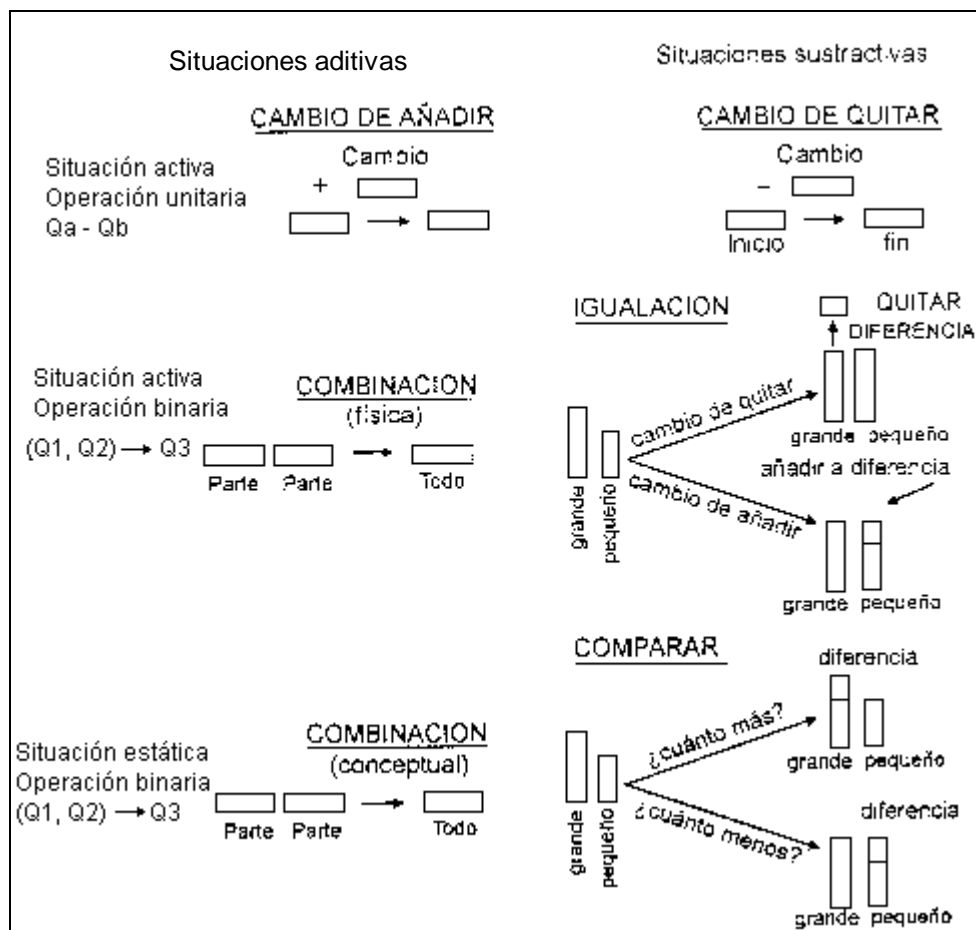 Situaciones aditivas
Situaciones sustractivas
CAMBIO DE AÑADIR
CAMBIO DE QUITAR
Situación activa
Operación unitaria
Qa - Qb
Cambio
+
Cambio
–
Inicio
fin
IGUALACION
QUITAR
DIFERENCIA
Situación activa
Operación binaria
(Q1, Q2) → Q3
COMBINACION
(física)
Parte
Parte
Todo
grande
pequeño
cambio de quitar
cambio de añadir
grande pequeño
añadir a diferencia
grande pequeño
COMPARAR
Situación estática
Operación binaria
(Q1, Q2) → Q3
COMBINACION
(conceptual)
Parte
Parte
Todo
grande
pequeño
¿cuánto más?
¿cuánto menos?
diferencia
grande pequeño
diferencia
grande pequeño